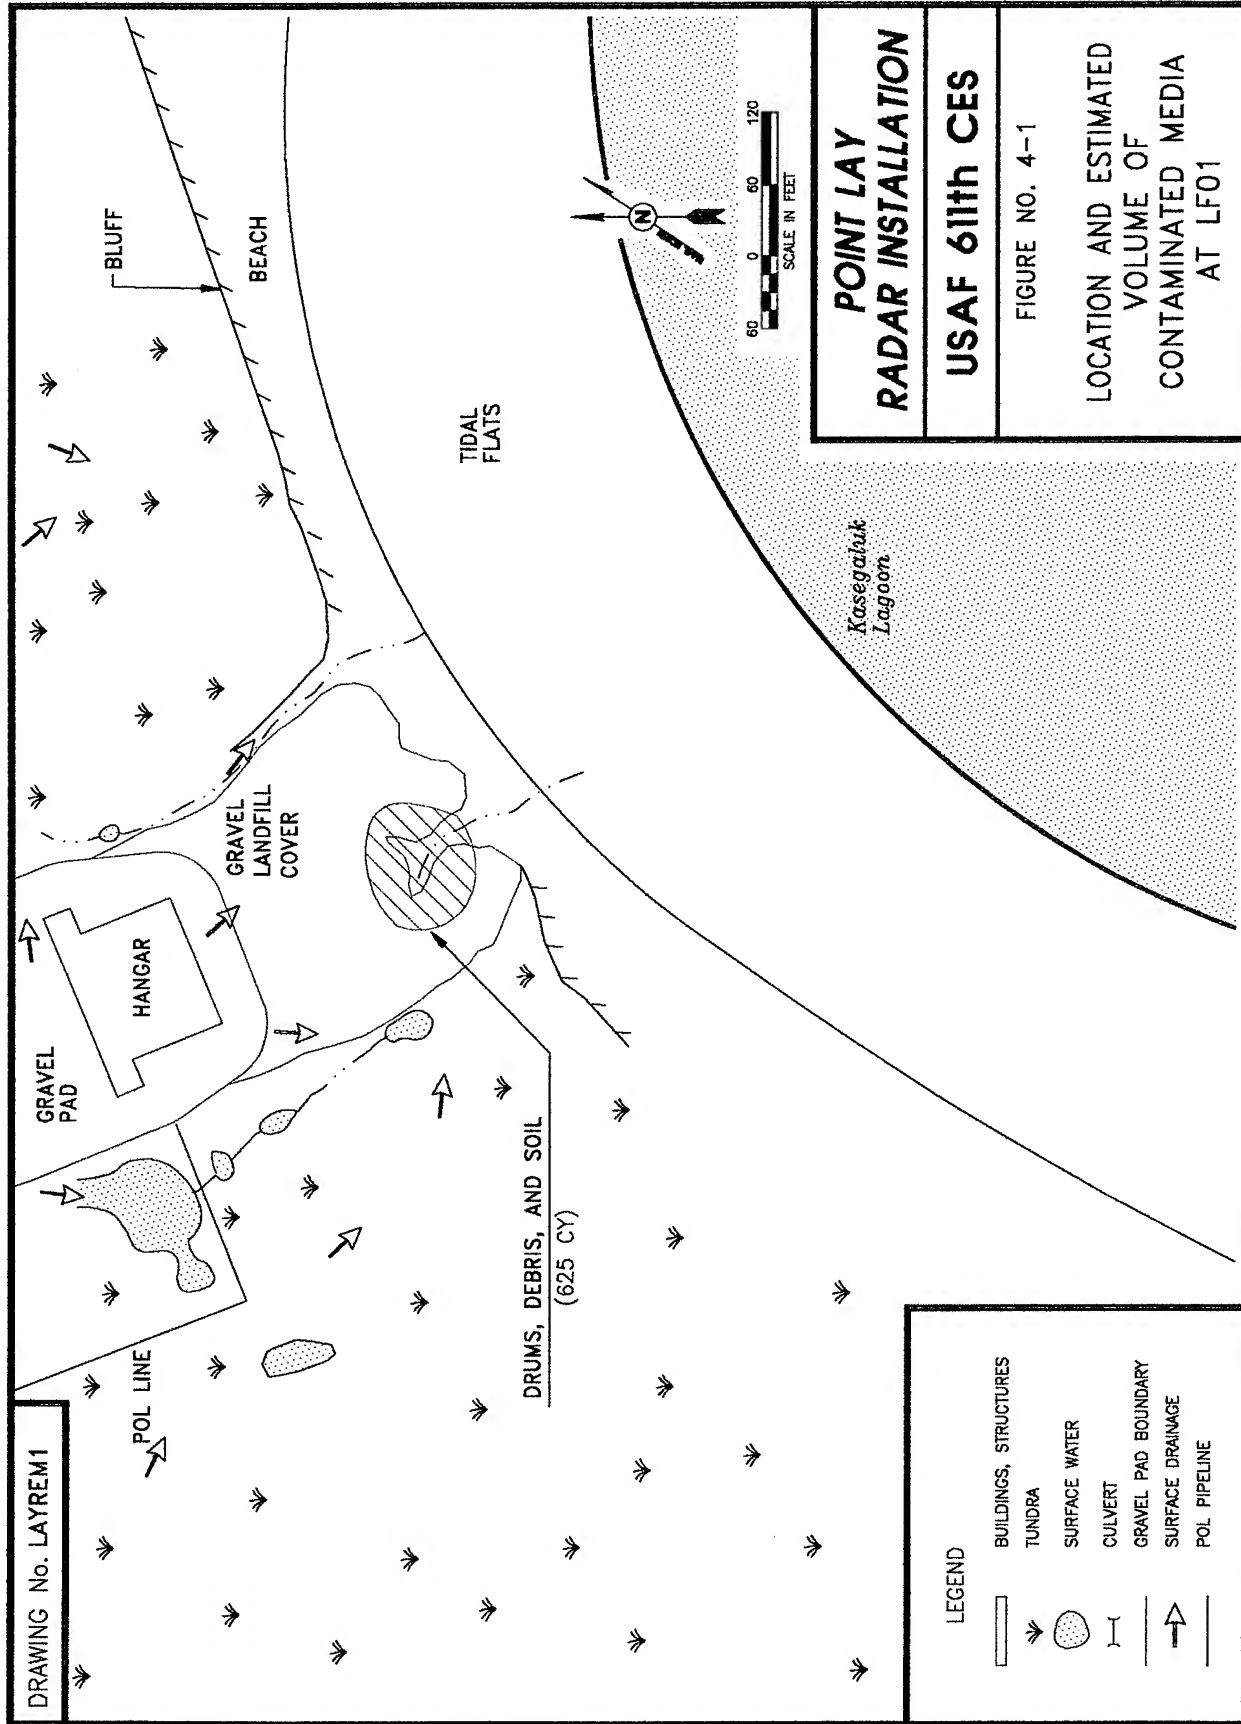 DRAWING No. LAYREM1
POL LINE
GRAVEL
PAD
HANGAR
GRAVEL
LANDFILL
COVER
BLUFF
BEACH
TIDAL
FLATS
DRUMS, DEBRIS, AND SOIL
(625 CY)
Kasegaluk
Lagoon
N
60 0 60 120
SCALE IN FEET
LEGEND
BUILDINGS, STRUCTURES
TUNDRA
SURFACE WATER
CULVERT
GRAVEL PAD BOUNDARY
SURFACE DRAINAGE
POL PIPELINE
POINT LAY
RADAR INSTALLATION
USAF 611th CES
FIGURE NO. 4-1
LOCATION AND ESTIMATED
VOLUME OF
CONTAMINATED MEDIA
AT LF01